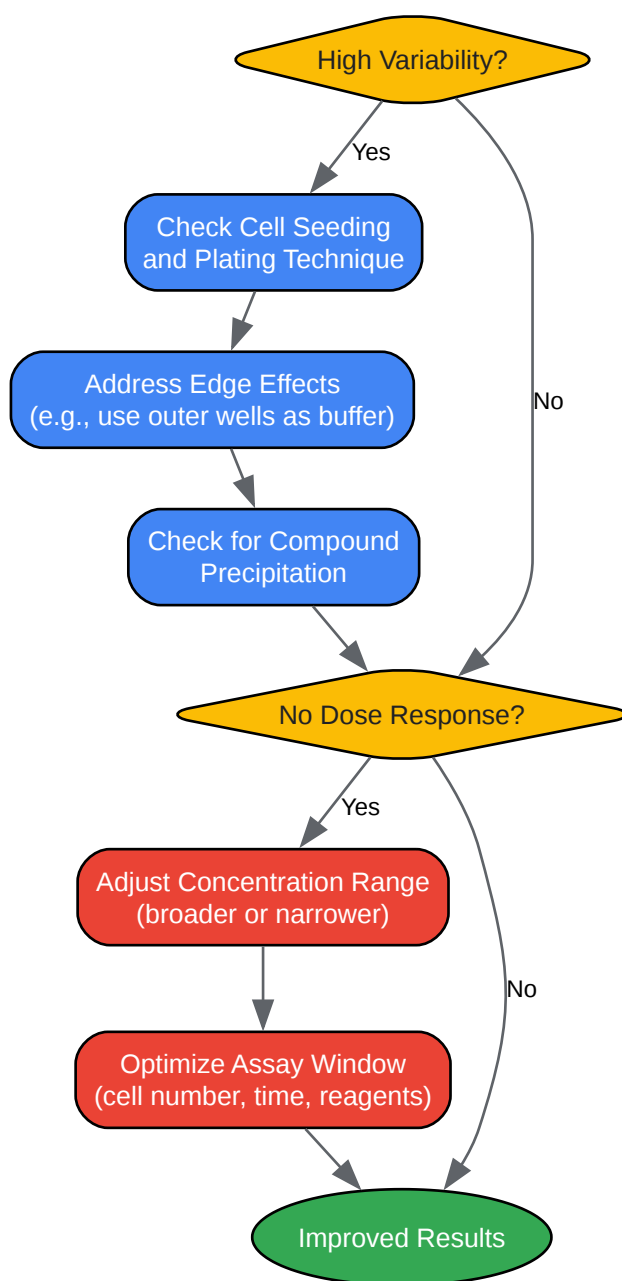 High Variability?
Yes
Check Cell Seeding
and Plating Technique
Address Edge Effects
(e.g., use outer wells as buffer)
No
Check for Compound
Precipitation
No Dose Response?
Yes
Adjust Concentration Range
(broader or narrower)
No
Optimize Assay Window
(cell number, time, reagents)
Improved Results